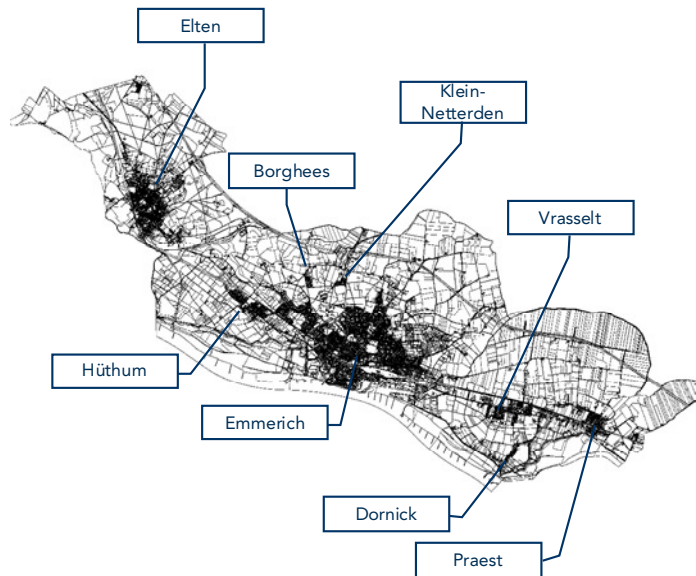 Elten
Klein-
Netterden
Borghees
Vrasselt
Hüthum
Emmerich
Dornick
Praest